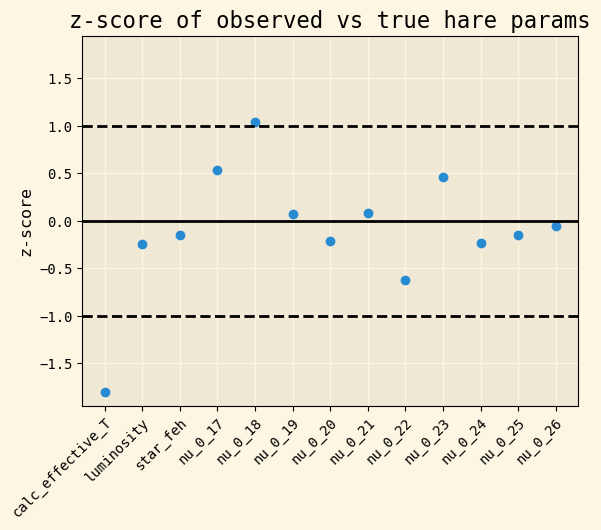 z-score of observed vs true hare params
z-score
1.5
1.0
0.5
0.0
−0.5
−1.0
−1.5
calc_effective_T
luminosity
star_feh
nu_0_17
nu_0_18
nu_0_19
nu_0_20
nu_0_21
nu_0_22
nu_0_23
nu_0_24
nu_0_25
nu_0_26